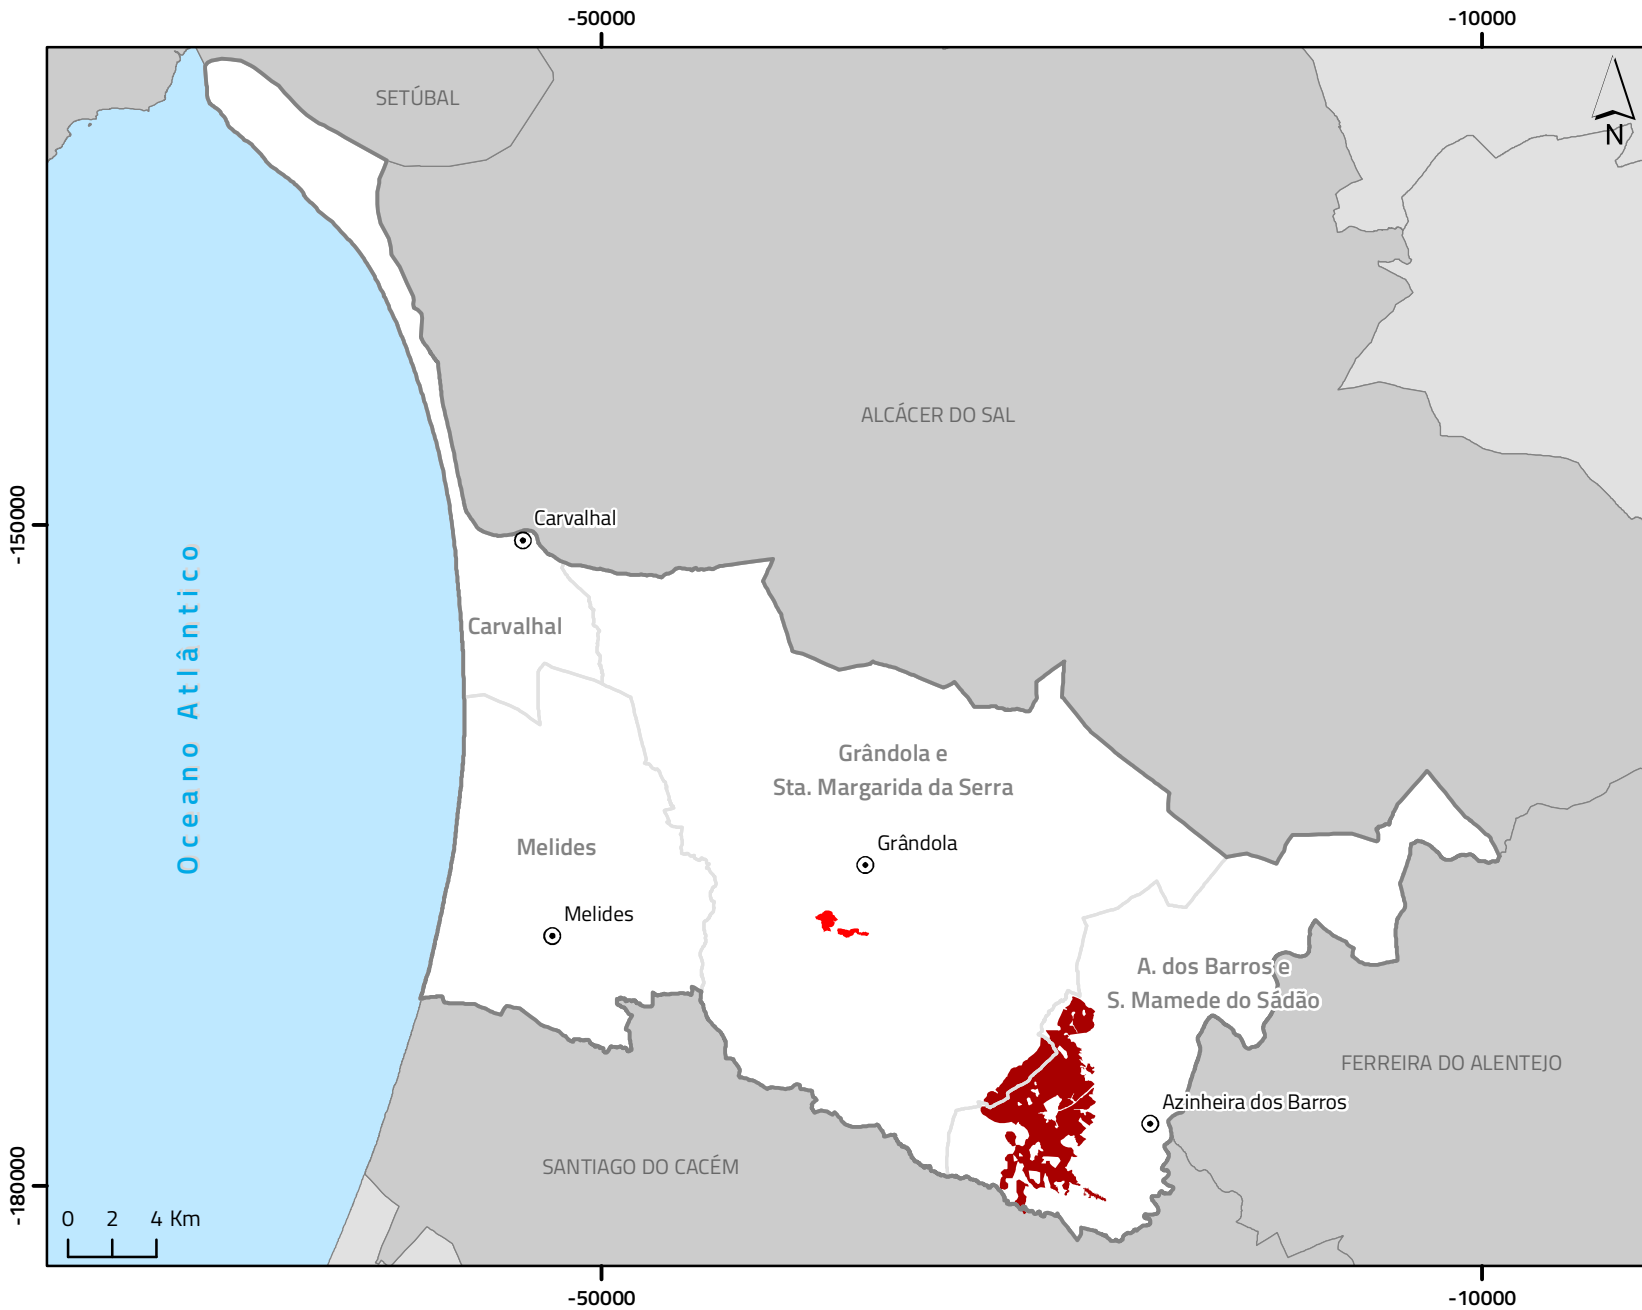 -50000
-10000
SETÚBAL
N
ALCÁCER DO SAL
-150000
Carvalhal
Oceano Atlântico
Carvalhal
Grândola e
Sta. Margarida da Serra
Grândola
Melides
Melides
A. dos Barros e
S. Mamede do Sádão
FERREIRA DO ALENTEJO
Azinheira dos Barros
SANTIAGO DO CACÉM
-180000
0 2 4 Km
-50000
-10000